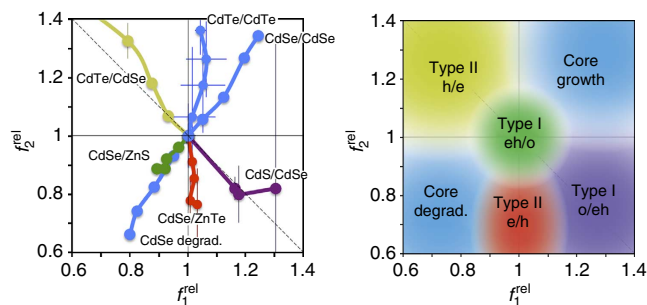 1.4
1.2
1
0.8
0.6
f₂ʳᵉˡ
CdTe/CdTe
CdSe/CdSe
CdTe/CdSe
CdSe/ZnS
CdS/CdSe
CdSe/ZnTe
CdSe degrad.
0.6 0.8 1 1.2 1.4
f₁ʳᵉˡ
1.4
1.2
1
0.8
0.6
f₂ʳᵉˡ
Type II
h/e
Core
growth
Type I
eh/o
Core
degrad.
Type II
e/h
Type I
o/eh
0.6 0.8 1 1.2 1.4
f₁ʳᵉˡ